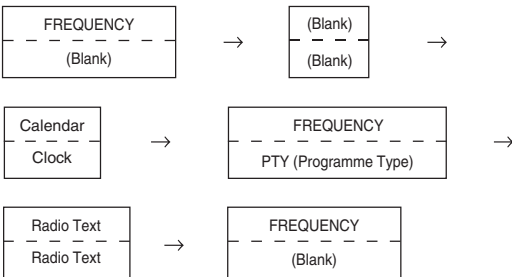 FREQUENCY
(Blank)
→
(Blank)
(Blank)
→
Calendar
Clock
→
FREQUENCY
PTY (Programme Type)
→
Radio Text
Radio Text
→
FREQUENCY
(Blank)